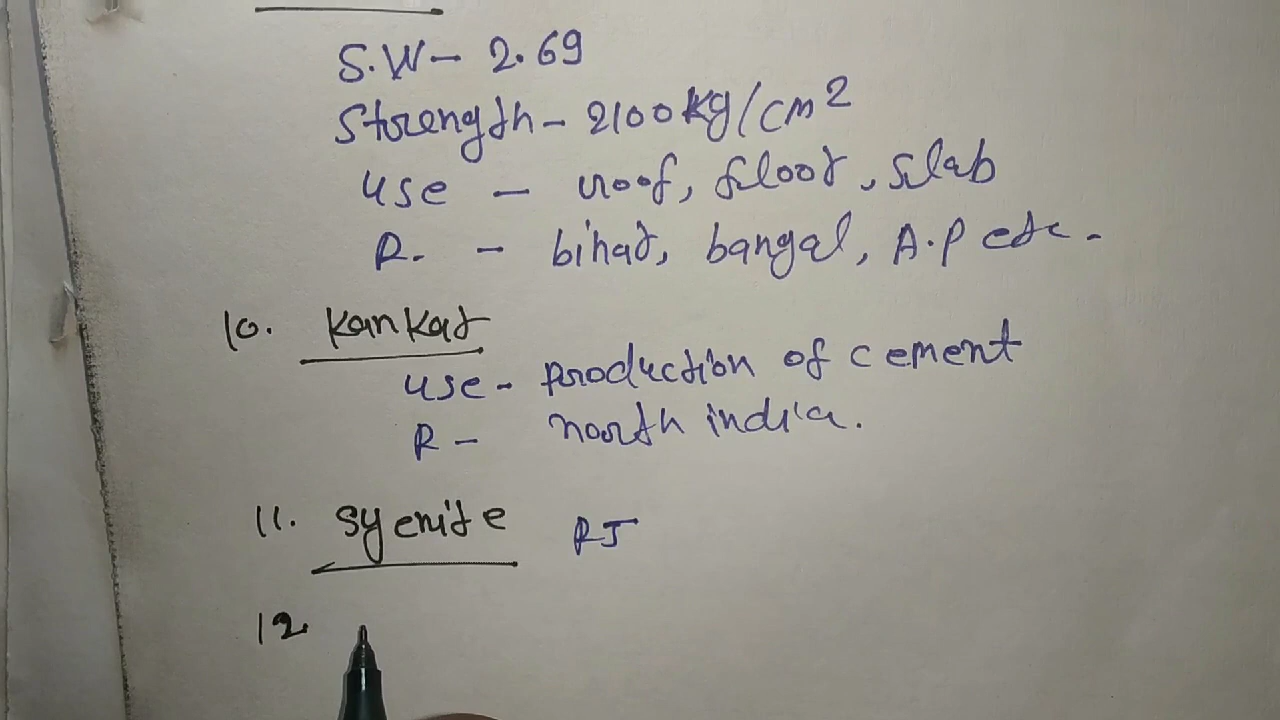 S.W - 2.69
Strength - 2100 kg/cm²
Use - roof, floor, slab
R. - bihar, bangal, A.P etc.
10. Kankar
use - production of cement
R - north india.
11. Syenite RJ
12